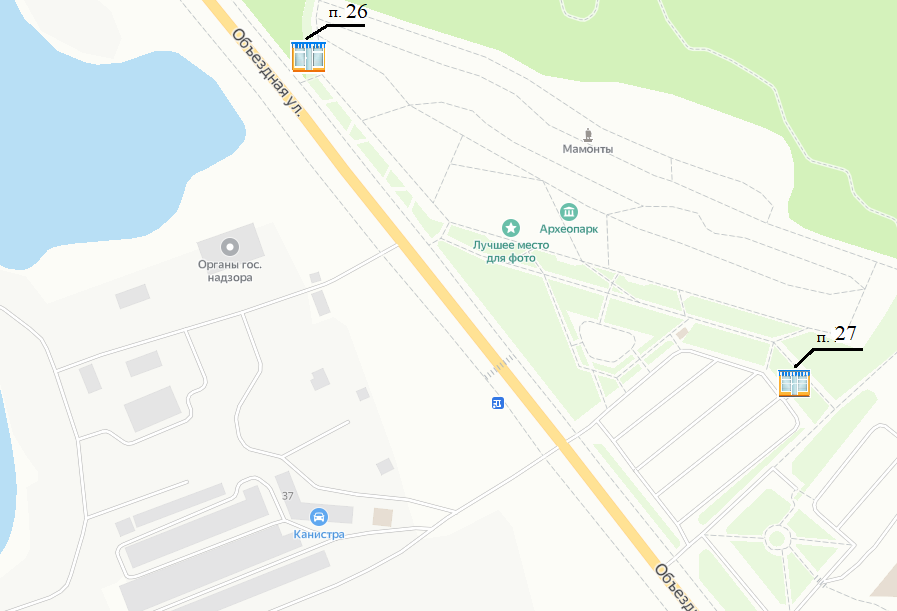 п. 26
Объездная ул.
Мамонты
Археопарк
Лучшее место
для фото
Органы гос.
надзора
п. 27
37
Канистра
Объезд